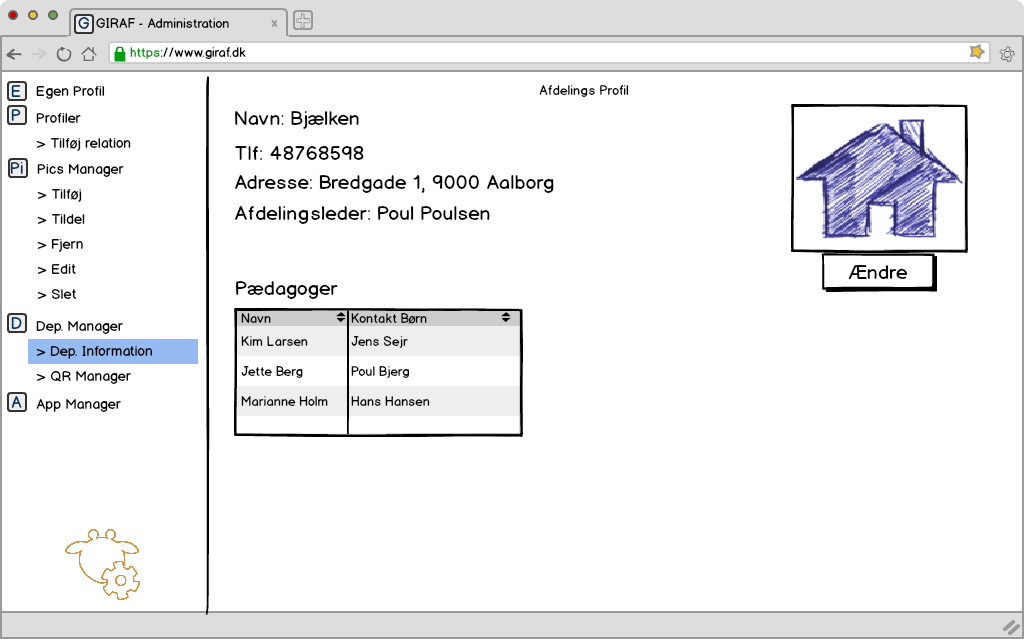 G GIRAF - Administration x
https://www.giraf.dk
E Egen Profil
P Profiler
> Tilføj relation
Pi Pics Manager
> Tilføj
> Tildel
> Fjern
> Edit
> Slet
D Dep. Manager
> Dep. Information
> QR Manager
A App Manager
Afdelings Profil
Navn: Bjælken
Tlf: 48768598
Adresse: Bredgade 1, 9000 Aalborg
Afdelingsleder: Poul Poulsen
Ændre
Pædagoger
Navn Kontakt Børn
Kim Larsen Jens Sejr
Jette Berg Poul Bjerg
Marianne Holm Hans Hansen